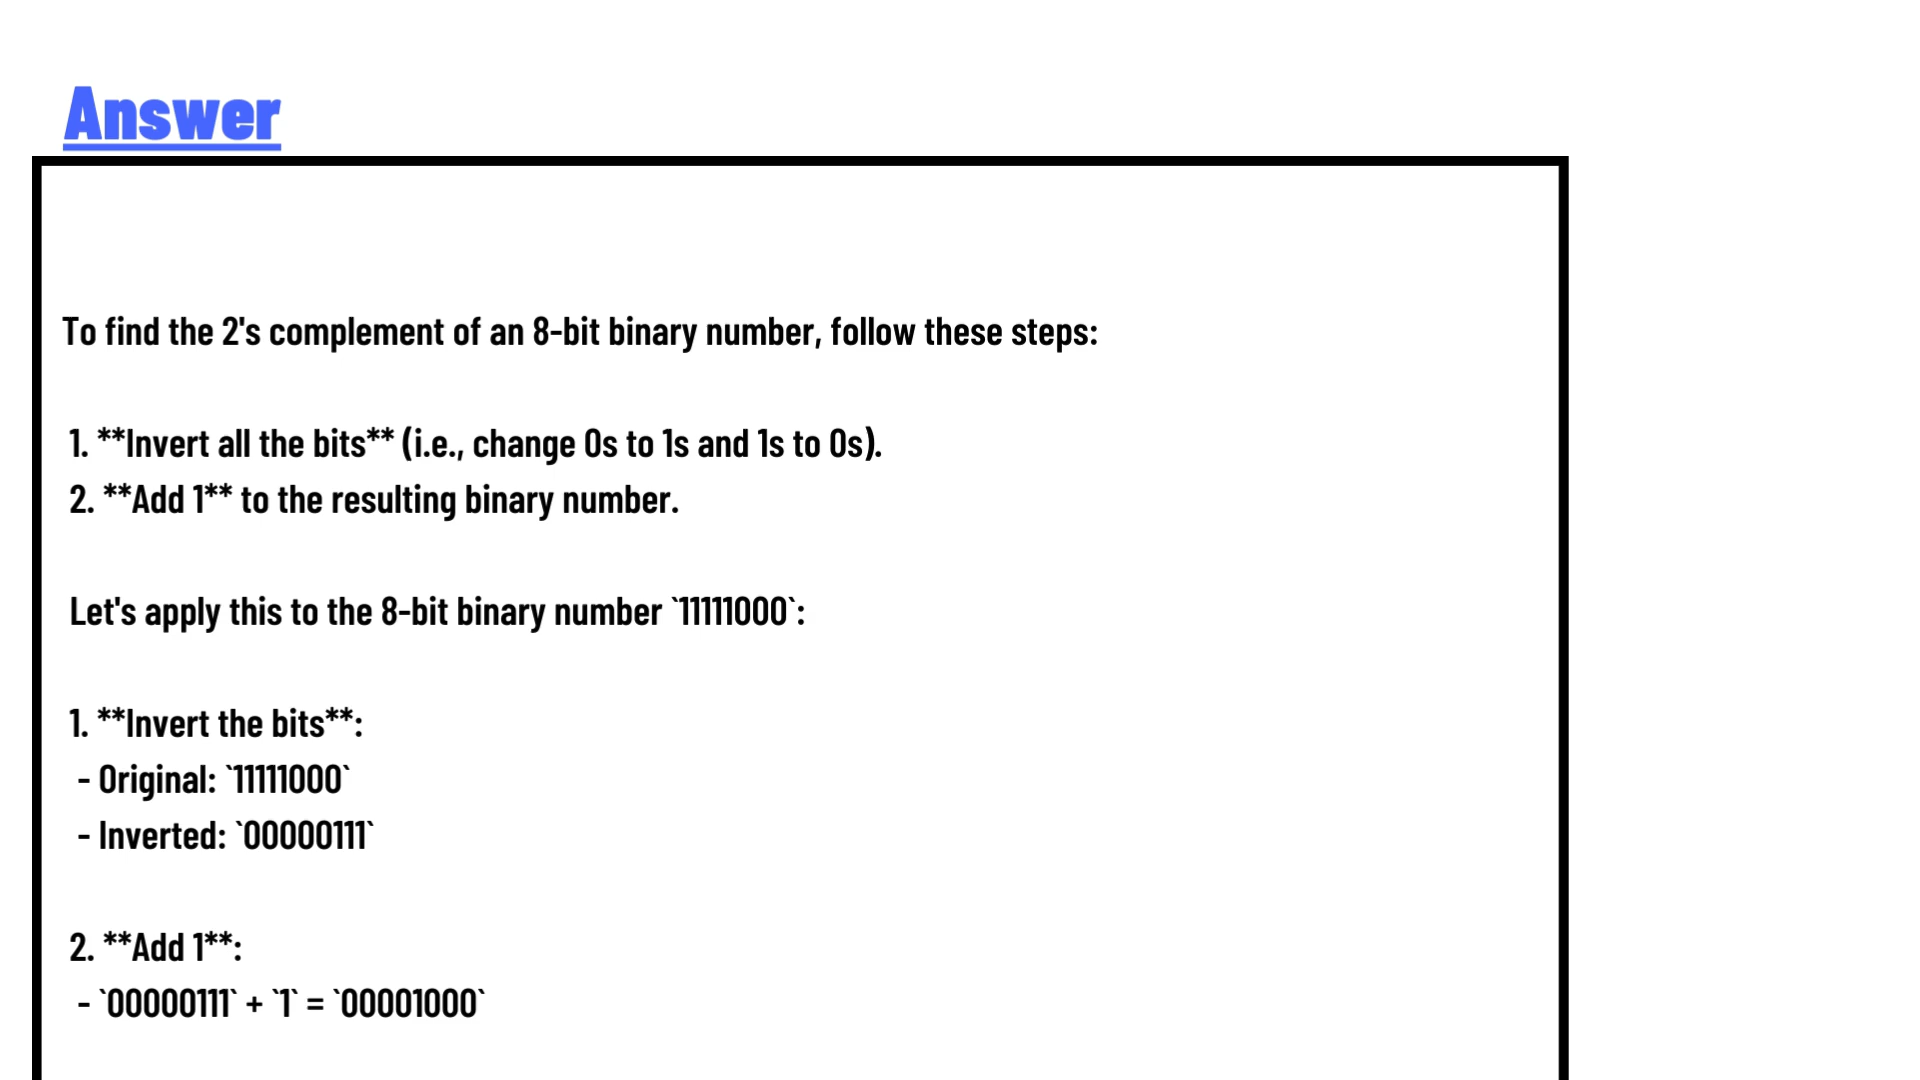 Answer
To find the 2's complement of an 8-bit binary number, follow these steps:
1. **Invert all the bits** (i.e., change 0s to 1s and 1s to 0s).
2. **Add 1** to the resulting binary number.
Let's apply this to the 8-bit binary number `11111000`:
1. **Invert the bits**:
- Original: `11111000`
- Inverted: `00000111`
2. **Add 1**:
- `00000111` + `1` = `00001000`